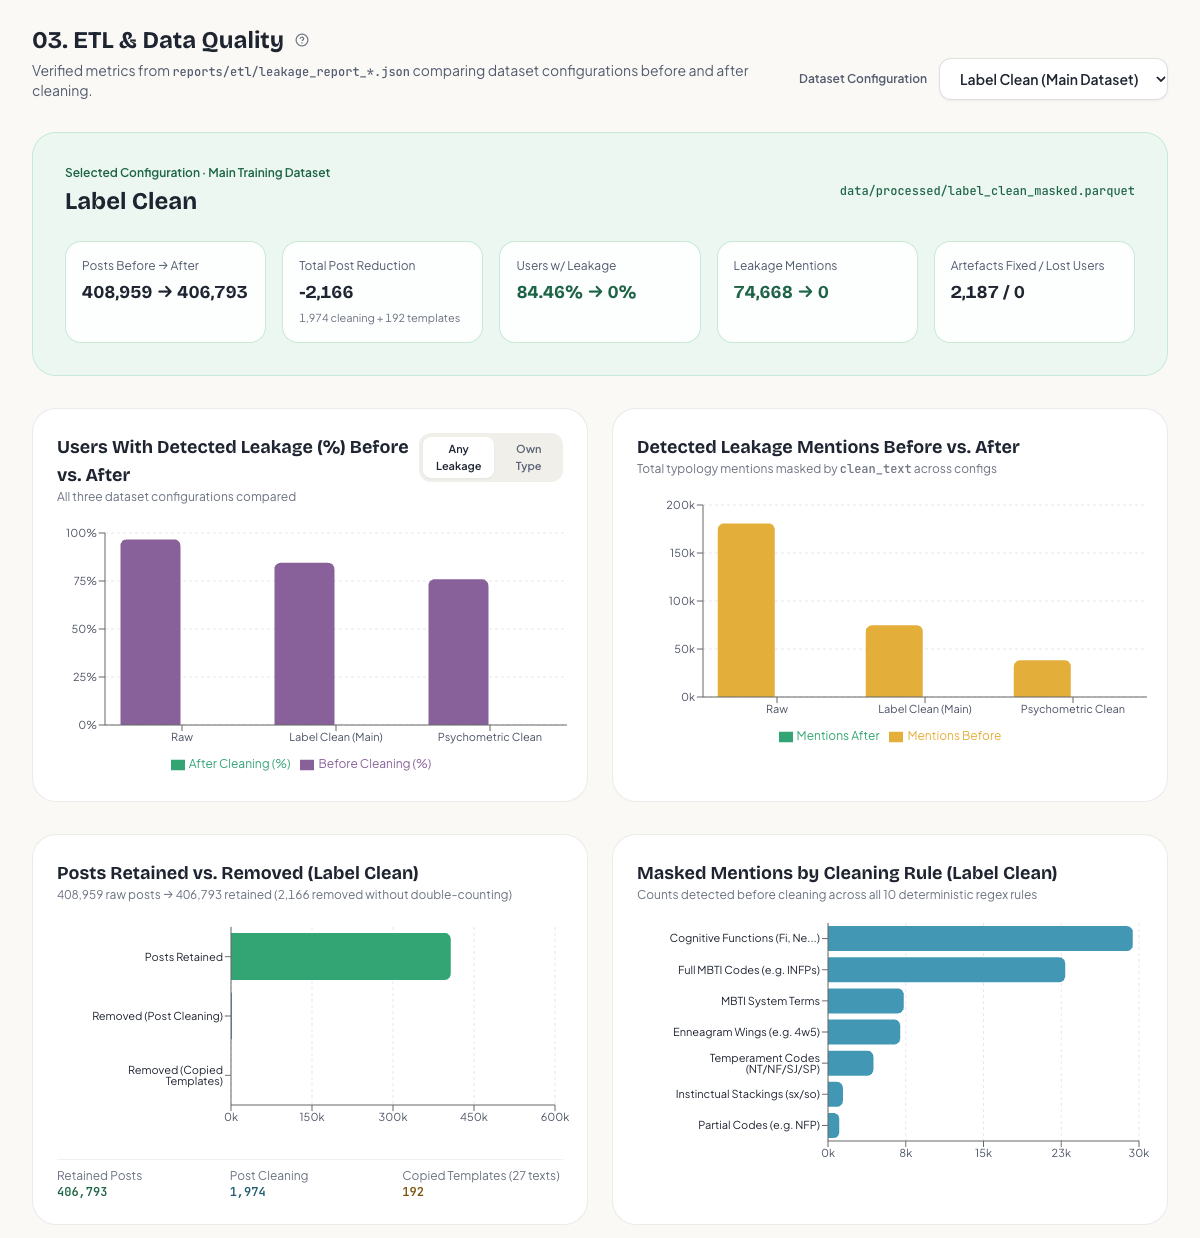 03. ETL & Data Quality
Verified metrics from reports/etl/leakage_report_*.json comparing dataset configurations before and after
cleaning.
Dataset Configuration
Label Clean (Main Dataset)
Selected Configuration · Main Training Dataset
Label Clean
data/processed/label_clean_masked.parquet
Posts Before → After
408,959 → 406,793
Total Post Reduction
-2,166
1,974 cleaning + 192 templates
Users w/ Leakage
84.46% → 0%
Leakage Mentions
74,668 → 0
Artefacts Fixed / Lost Users
2,187 / 0
Users With Detected Leakage (%) Before
vs. After
All three dataset configurations compared
Any
Leakage
Own
Type
100%
75%
50%
25%
0%
Raw
Label Clean (Main)
Psychometric Clean
After Cleaning (%)
Before Cleaning (%)
Detected Leakage Mentions Before vs. After
Total typology mentions masked by clean_text across configs
200k
150k
100k
50k
0k
Raw
Label Clean (Main)
Psychometric Clean
Mentions After
Mentions Before
Posts Retained vs. Removed (Label Clean)
408,959 raw posts → 406,793 retained (2,166 removed without double-counting)
Posts Retained
Removed (Post Cleaning)
Removed (Copied
Templates)
0k
150k
300k
450k
600k
Retained Posts
406,793
Post Cleaning
1,974
Copied Templates (27 texts)
192
Masked Mentions by Cleaning Rule (Label Clean)
Counts detected before cleaning across all 10 deterministic regex rules
Cognitive Functions (Fi, Ne...)
Full MBTI Codes (e.g. INFPs)
MBTI System Terms
Enneagram Wings (e.g. 4w5)
Temperament Codes
(NT/NF/SJ/SP)
Instinctual Stackings (sx/so)
Partial Codes (e.g. NFP)
0k
8k
15k
23k
30k